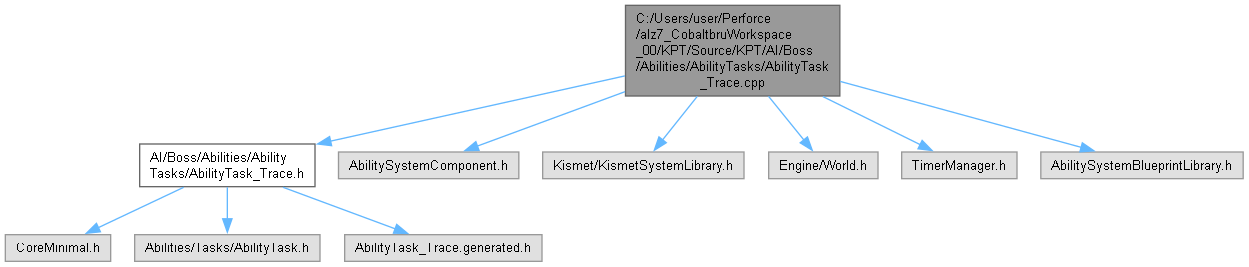 C:/Users/user/Perforce
/alz7_CobaltbruWorkspace
_00/KPT/Source/KPT/AI/Boss
/Abilities/AbilityTasks/AbilityTask
_Trace.cpp
AI/Boss/Abilities/Ability
Tasks/AbilityTask_Trace.h
AbilitySystemComponent.h
Kismet/KismetSystemLibrary.h
Engine/World.h
TimerManager.h
AbilitySystemBlueprintLibrary.h
CoreMinimal.h
Abilities/Tasks/AbilityTask.h
AbilityTask_Trace.generated.h